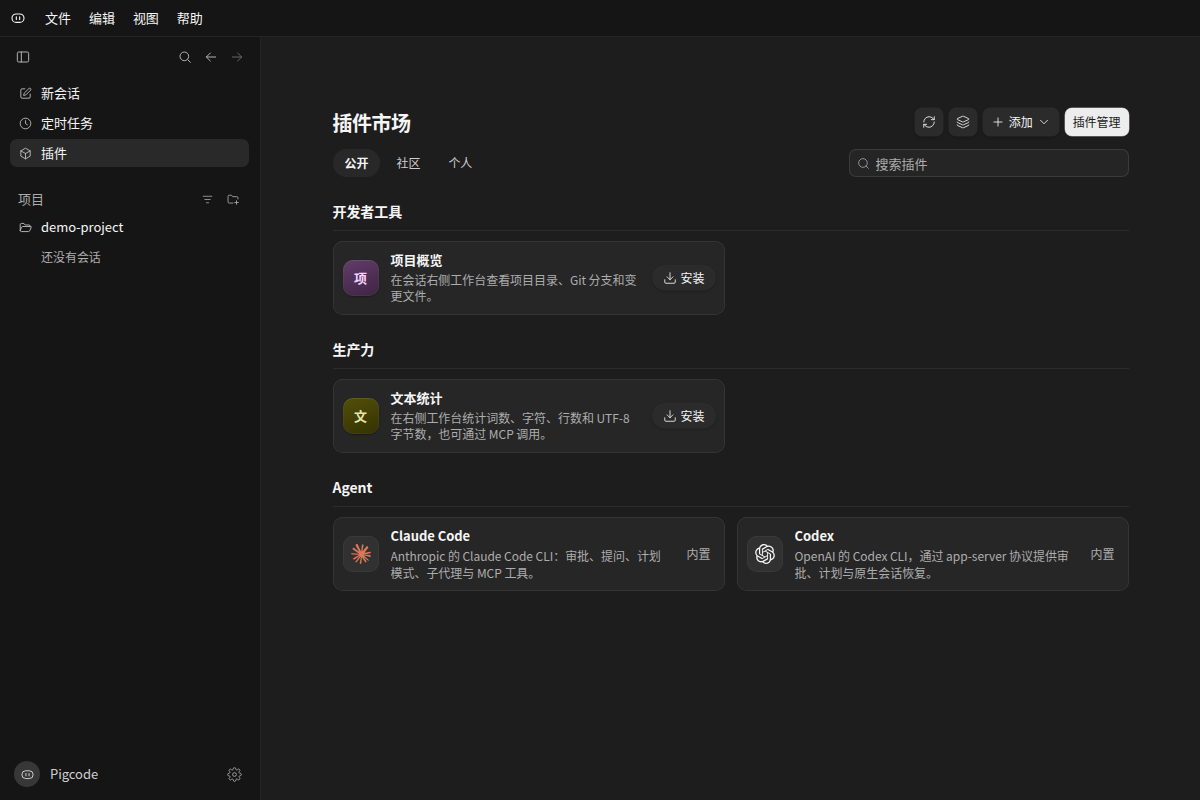 文件 编辑 视图 帮助
新会话
定时任务
插件
项目
demo-project
还没有会话
Pigcode
插件市场
添加
插件管理
公开 社区 个人
搜索插件
开发者工具
项
项目概览
在会话右侧工作台查看项目目录、Git 分支和变
更文件。
安装
生产力
文
文本统计
在右侧工作台统计词数、字符、行数和 UTF-8
字节数，也可通过 MCP 调用。
安装
Agent
Claude Code
Anthropic 的 Claude Code CLI：审批、提问、计划
模式、子代理与 MCP 工具。
内置
Codex
OpenAI 的 Codex CLI，通过 app-server 协议提供审
批、计划与原生会话恢复。
内置